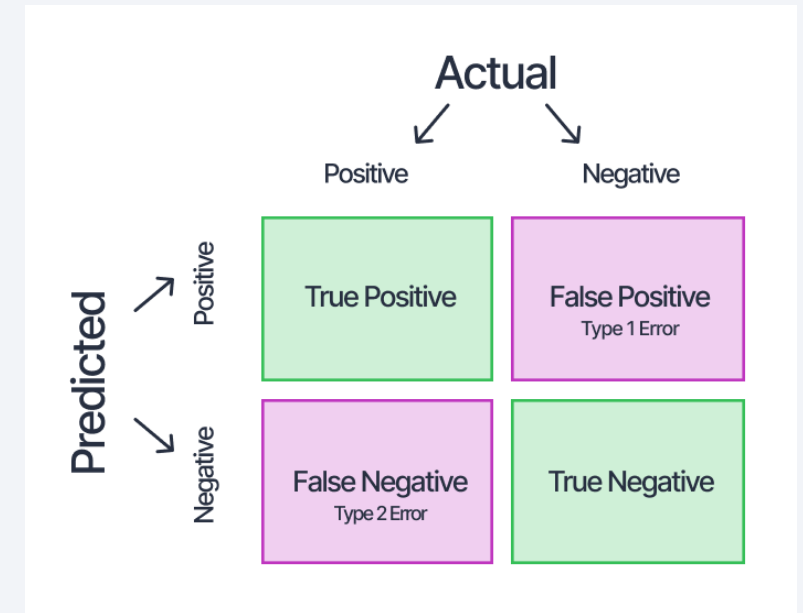 Actual
Positive
Negative
Predicted
Positive
True Positive
False Positive
Type 1 Error
Negative
False Negative
Type 2 Error
True Negative